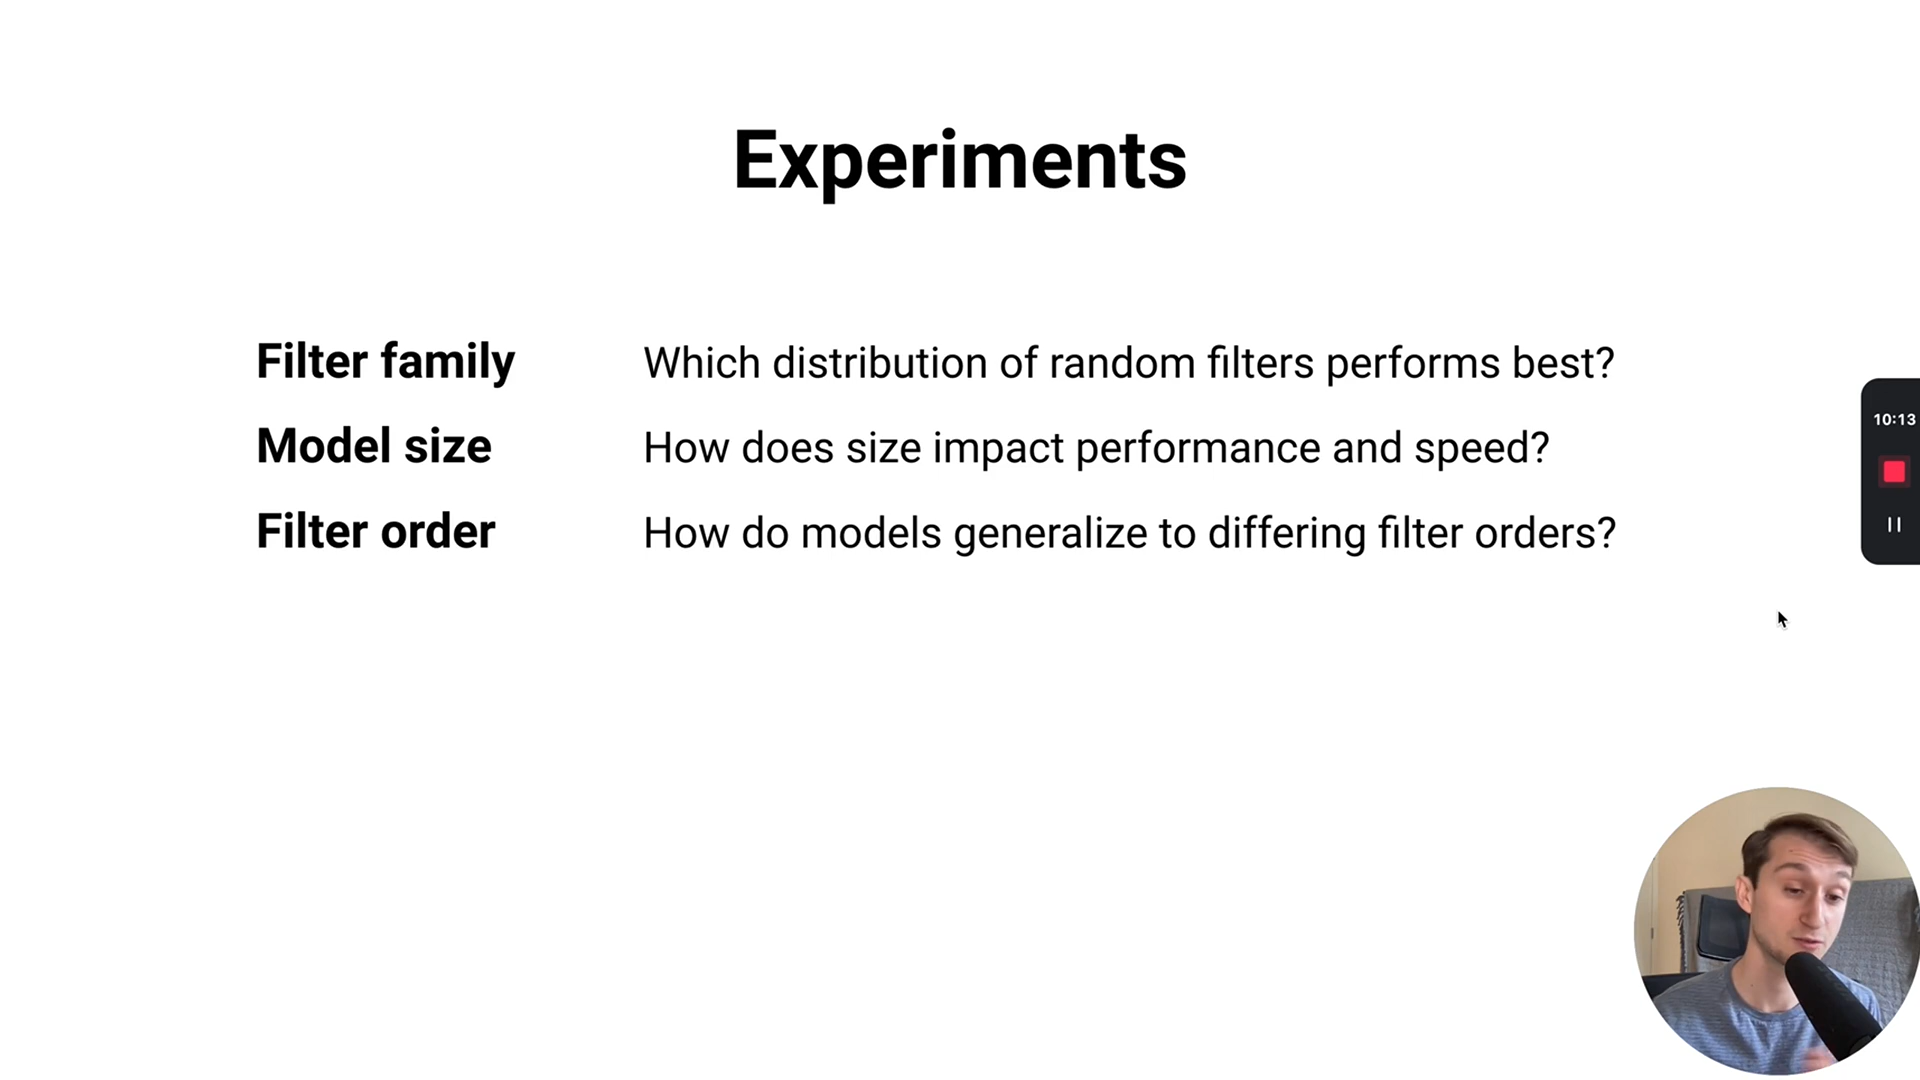 Experiments
Filter family Which distribution of random filters performs best?
Model size How does size impact performance and speed?
Filter order How do models generalize to differing filter orders?
10:13